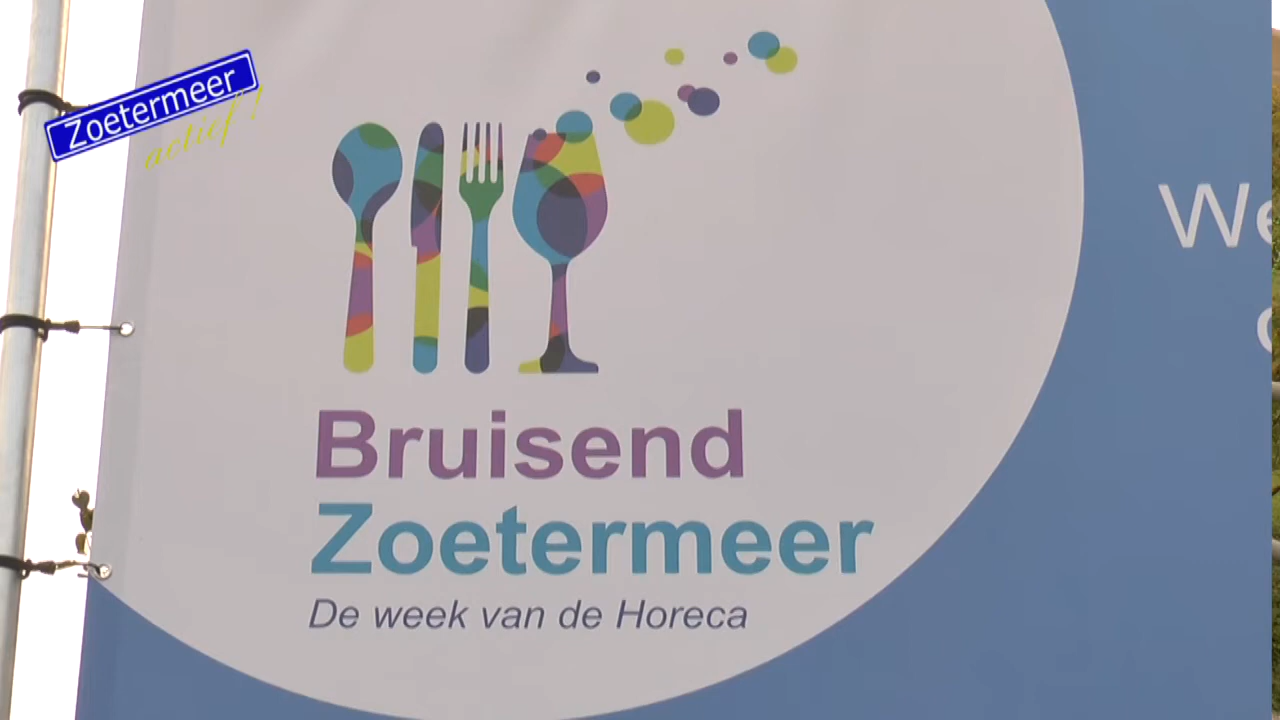 Zoetermeer
actief !
Bruisend
Zoetermeer
De week van de Horeca